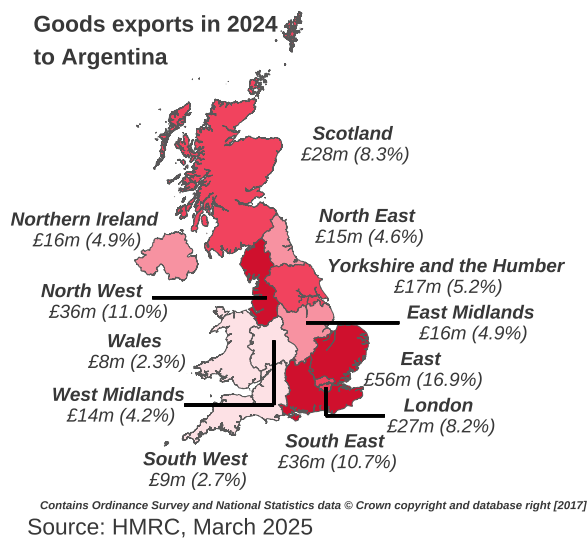 Goods exports in 2024
to Argentina
Scotland
£28m (8.3%)
Northern Ireland
£16m (4.9%)
North East
£15m (4.6%)
Yorkshire and the Humber
£17m (5.2%)
North West
£36m (11.0%)
East Midlands
£16m (4.9%)
Wales
£8m (2.3%)
East
£56m (16.9%)
West Midlands
£14m (4.2%)
London
£27m (8.2%)
South East
£36m (10.7%)
South West
£9m (2.7%)
Contains Ordinance Survey and National Statistics data © Crown copyright and database right [2017]
Source: HMRC, March 2025